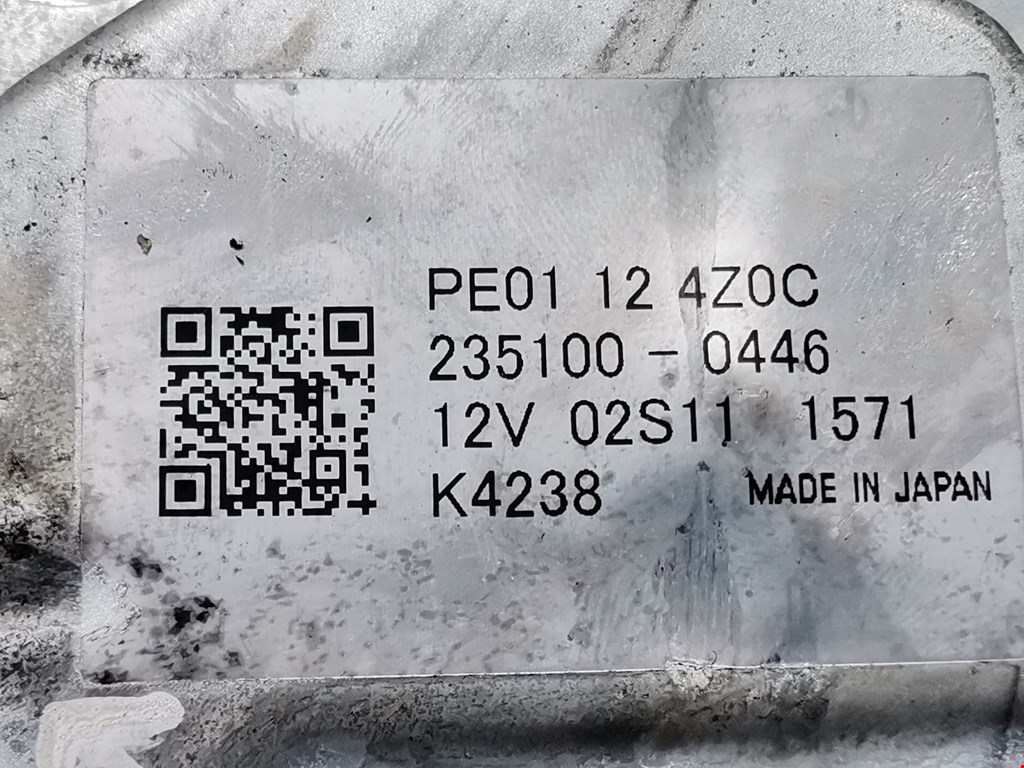 PE01 12 4Z0C
235100-0446
12V 02S11 1571
K4238 MADE IN JAPAN